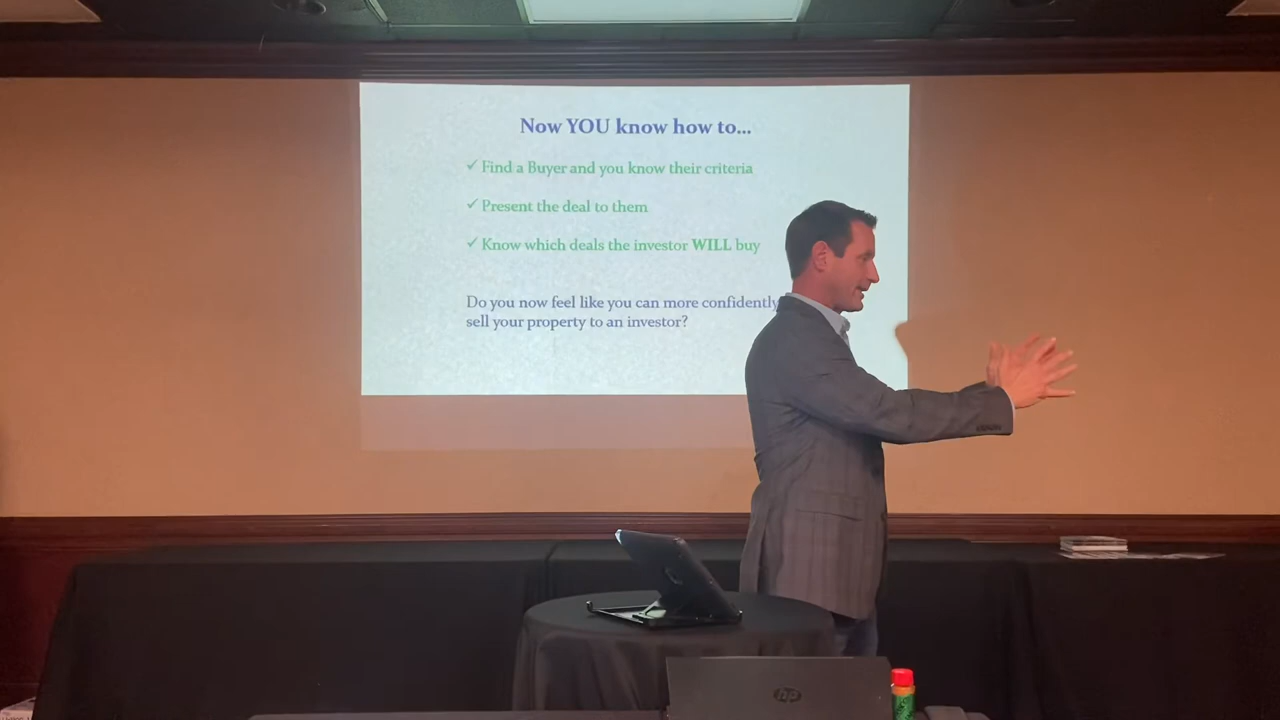 Now YOU know how to...
✓ Find a Buyer and you know their criteria
✓ Present the deal to them
✓ Know which deals the investor WILL buy
Do you now feel like you can more confidently
sell your property to an investor?
hp